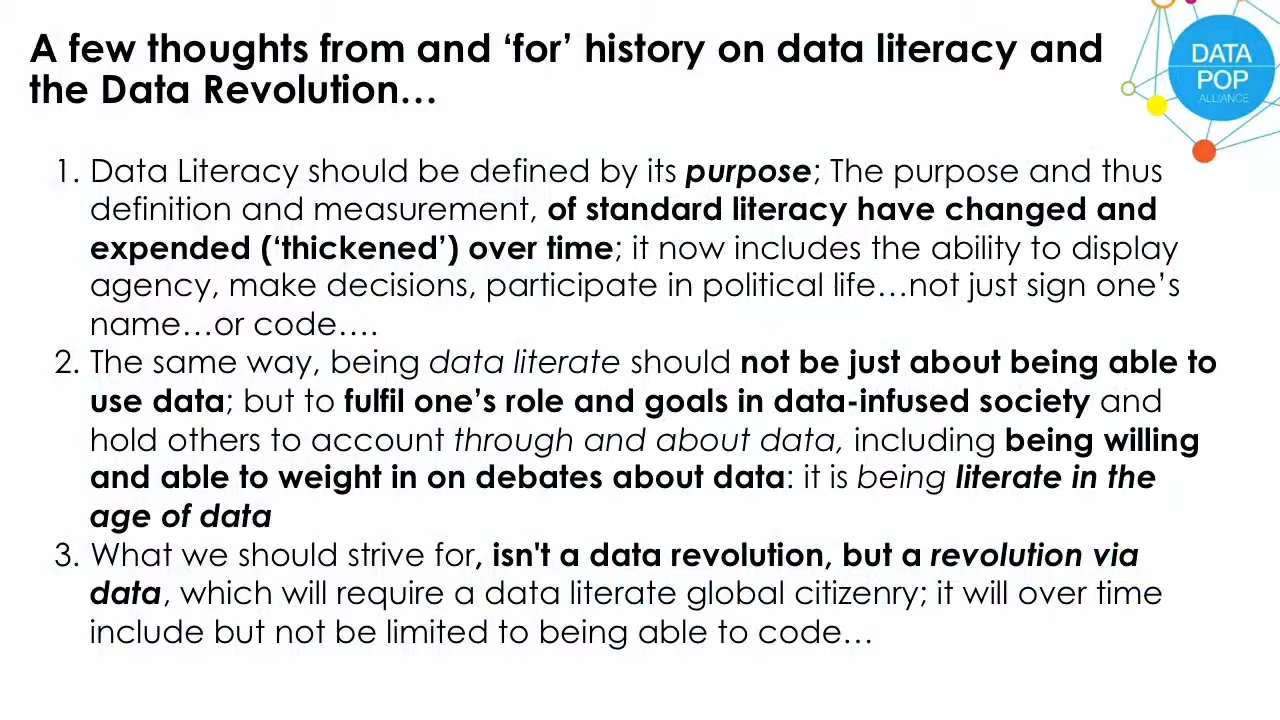 A few thoughts from and ‘for’ history on data literacy and
the Data Revolution…
DATA
POP
ALLIANCE
1. Data Literacy should be defined by its purpose; The purpose and thus
definition and measurement, of standard literacy have changed and
expended (‘thickened’) over time; it now includes the ability to display
agency, make decisions, participate in political life…not just sign one’s
name…or code….
2. The same way, being data literate should not be just about being able to
use data; but to fulfil one’s role and goals in data-infused society and
hold others to account through and about data, including being willing
and able to weight in on debates about data: it is being literate in the
age of data
3. What we should strive for, isn't a data revolution, but a revolution via
data, which will require a data literate global citizenry; it will over time
include but not be limited to being able to code…